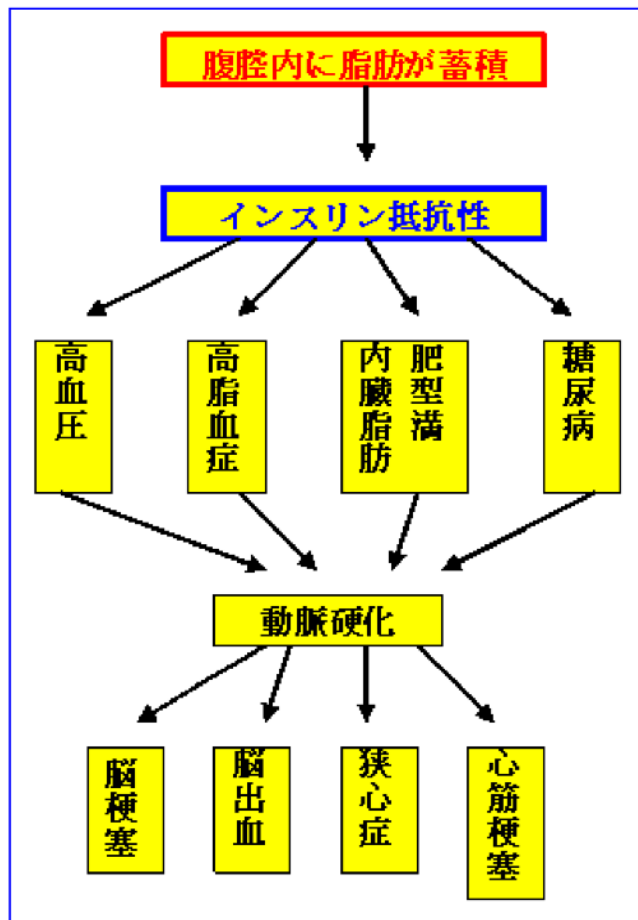 腹腔内に脂肪が蓄積
インスリン抵抗性
高血圧
高脂血症
内臓脂肪
肥型満
糖尿病
動脈硬化
脳梗塞
脳出血
狭心症
心筋梗塞